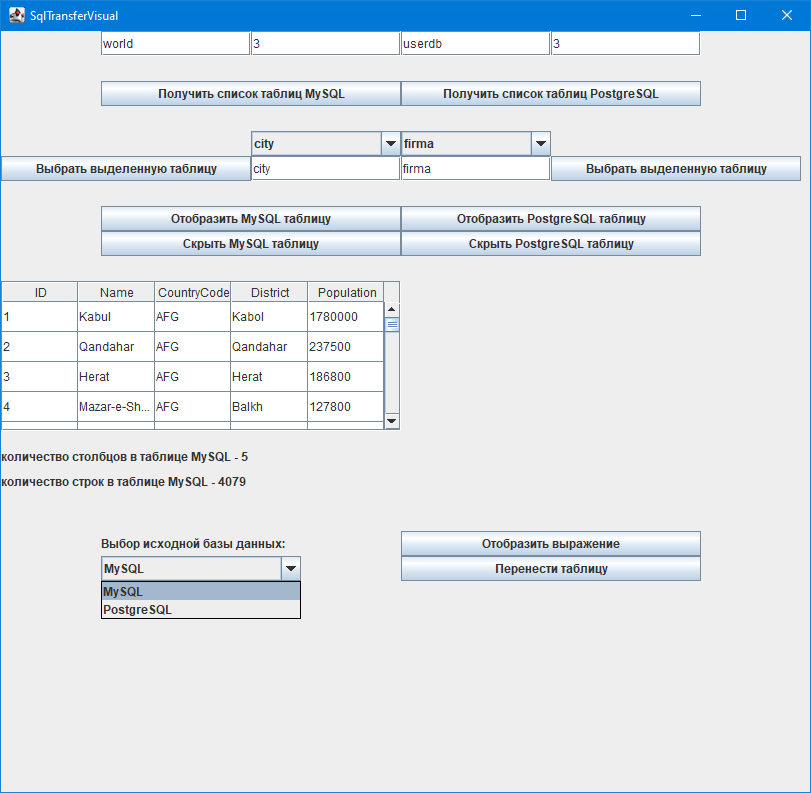 SqlTransferVisual
world 3 userdb 3
Получить список таблиц MySQL Получить список таблиц PostgreSQL
city firma
Выбрать выделенную таблицу city firma Выбрать выделенную таблицу
Отобразить MySQL таблицу Отобразить PostgreSQL таблицу
Скрыть MySQL таблицу Скрыть PostgreSQL таблицу
ID Name CountryCode District Population
1 Kabul AFG Kabol 1780000
2 Qandahar AFG Qandahar 237500
3 Herat AFG Herat 186800
4 Mazar-e-Sh... AFG Balkh 127800
количество столбцов в таблице MySQL - 5
количество строк в таблице MySQL - 4079
Выбор исходной базы данных: Отобразить выражение
MySQL Перенести таблицу
MySQL
PostgreSQL